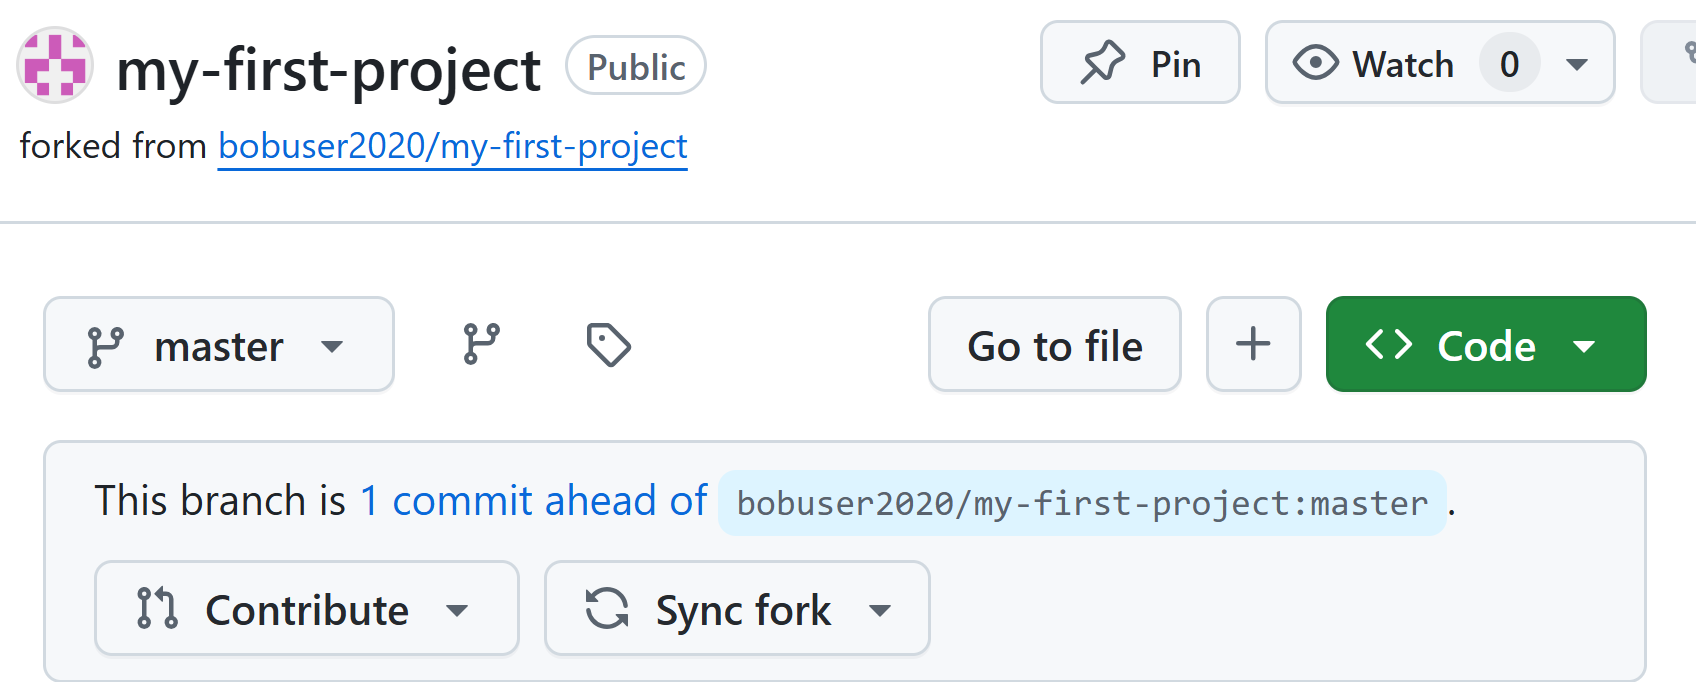 my-first-project Public Pin Watch 0
forked from bobuser2020/my-first-project
master Go to file Code
This branch is 1 commit ahead of bobuser2020/my-first-project:master.
Contribute Sync fork